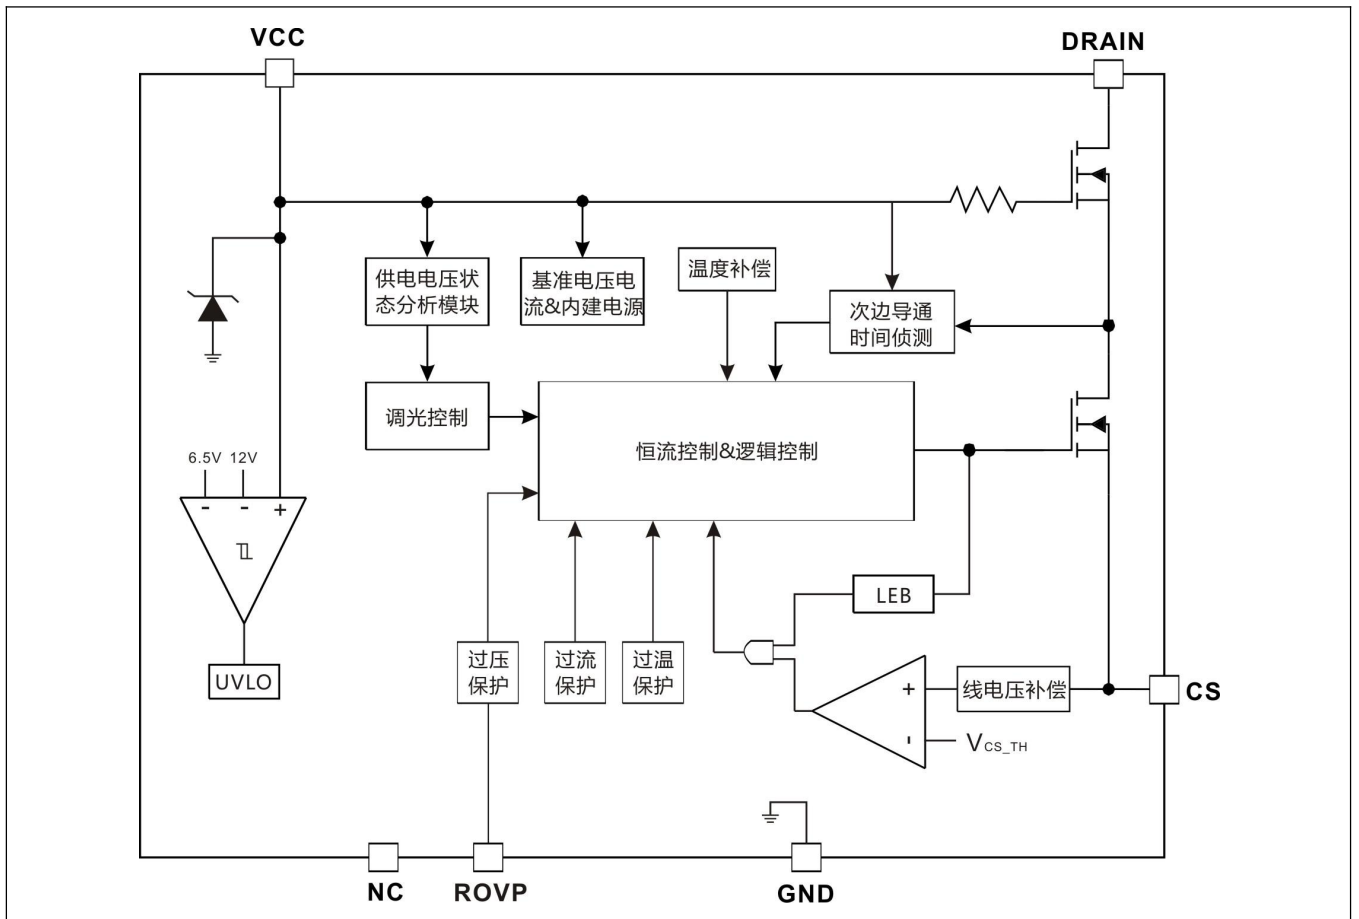 VCC
DRAIN
供电电压状
态分析模块
基准电压电
流&内建电源
温度补偿
次边导通
时间侦测
调光控制
恒流控制&逻辑控制
6.5V 12V
- - +
UVLO
LEB
过压
保护
过流
保护
过温
保护
+
线电压补偿
CS
-
VCS_TH
NC
ROVP
GND